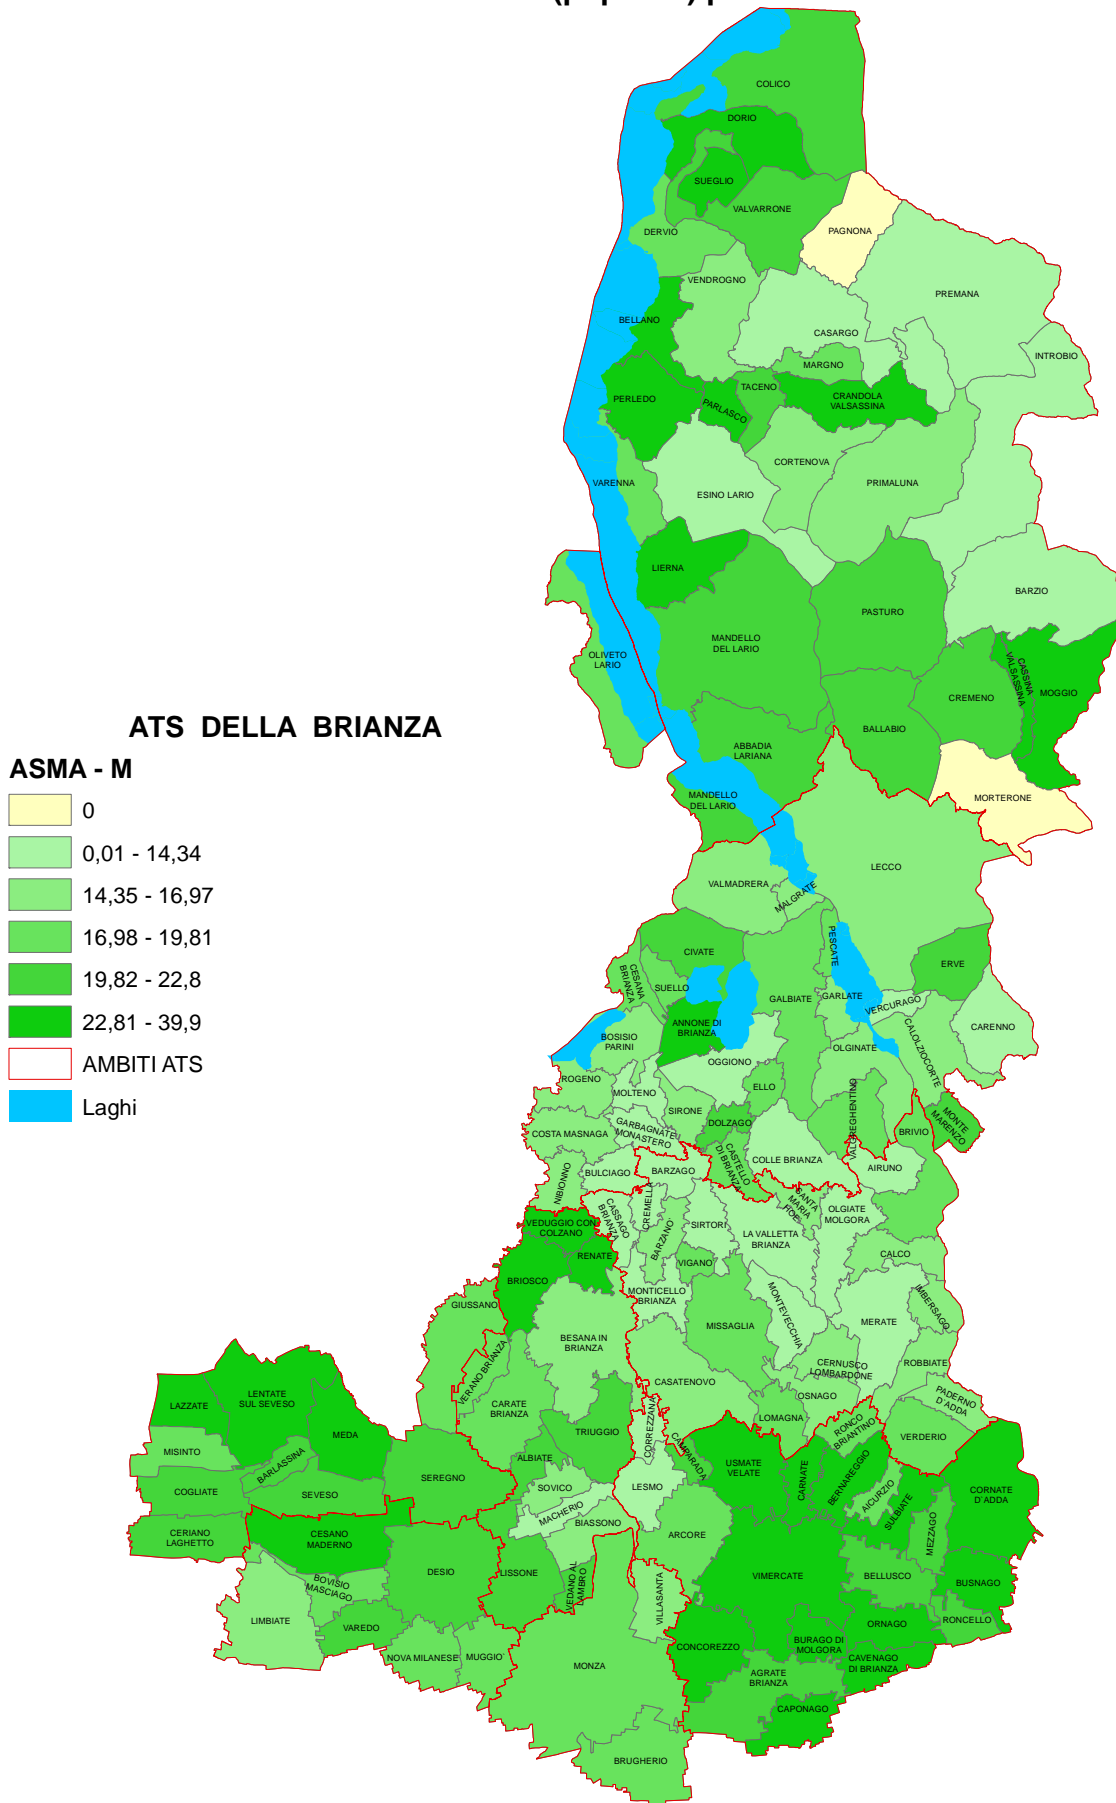 COLICO
DORIO
SUEGLIO
VALVARRONE
PAGNONA
DERVIO
VENDROGNO
PREMANA
BELLANO
CASARGO
INTROBIO
MARGNO
TACENO
CRANDOLA
VALSASSINA
PERLEDO
PARLASCO
CORTENOVA
PRIMALUNA
VARENNA
ESINO LARIO
LIERNA
BARZIO
PASTURO
MANDELLO
DEL LARIO
OLIVETO
LARIO
CASSINA
VALSASSINA
MOGGIO
CREMENO
BALLABIO
ABBADIA
LARIANA
ATS DELLA BRIANZA
ASMA - M
0
0,01 - 14,34
14,35 - 16,97
16,98 - 19,81
19,82 - 22,8
22,81 - 39,9
AMBITI ATS
Laghi
MANDELLO
DEL LARIO
MORTERONE
LECCO
VALMADRERA
MALGRATE
PESCATE
CIVATE
ERVE
CESANA
BRIANZA
SUELLO
GALBIATE
GARLATE
VERCURAGO
ANNONE DI
BRIANZA
CARENNO
BOSISIO
PARINI
OLGINATE
CALOLZIOCORTE
OGGIONO
ROGENO
MOLTENO
ELLO
VALGREGHENTINO
SIRONE
DOLZAGO
BRIVIO
MONTE
MARENZO
GARBAGNATE
MONASTERO
COSTA MASNAGA
CASTELLO
DI BRIANZA
COLLE BRIANZA
AIRUNO
NIBIONNO
BULCIAGO
BARZAGO
CREMELLA
CASSAGO
BRIANZA
SANTA
MARIA
HOE'
OLGIATE
MOLGORA
VEDUGGIO CON
COLZANO
BARZANO'
SIRTORI
LA VALLETTA
BRIANZA
RENATE
VIGANO
CALCO
BRIOSCO
MONTICELLO
BRIANZA
MONTEVECCHIA
IMBERSAGO
GIUSSANO
MISSAGLIA
MERATE
BESANA IN
BRIANZA
VERANO BRIANZA
CERNUSCO
LOMBARDONE
ROBBIATE
CASATENOVO
OSNAGO
PADERNO
D'ADDA
LENTATE
SUL SEVESO
LAZZATE
CARATE
BRIANZA
CORREZZANA
LOMAGNA
RONCO
BRIANTINO
VERDERIO
MEDA
TRIUGGIO
CAMPARADA
MISINTO
BARLASSINA
ALBIATE
USMATE
VELATE
CARNATE
BERNAREGGIO
SEREGNO
COGLIATE
SEVESO
SOVICO
LESMO
AICURZIO
CORNATE
D'ADDA
MACHERIO
BIASSONO
SULBIATE
CERIANO
LAGHETTO
CESANO
MADERNO
ARCORE
MEZZAGO
DESIO
LISSONE
VEDANO AL
LAMBRO
VIMERCATE
BELLUSCO
BUSNAGO
BOVISIO
MASCIAGO
VILLASANTA
LIMBIATE
VAREDO
ORNAGO
RONCELLO
CONCOREZZO
BURAGO DI
MOLGORA
NOVA MILANESE
MUGGIO'
MONZA
CAVENAGO
DI BRIANZA
AGRATE
BRIANZA
CAPONAGO
BRUGHERIO